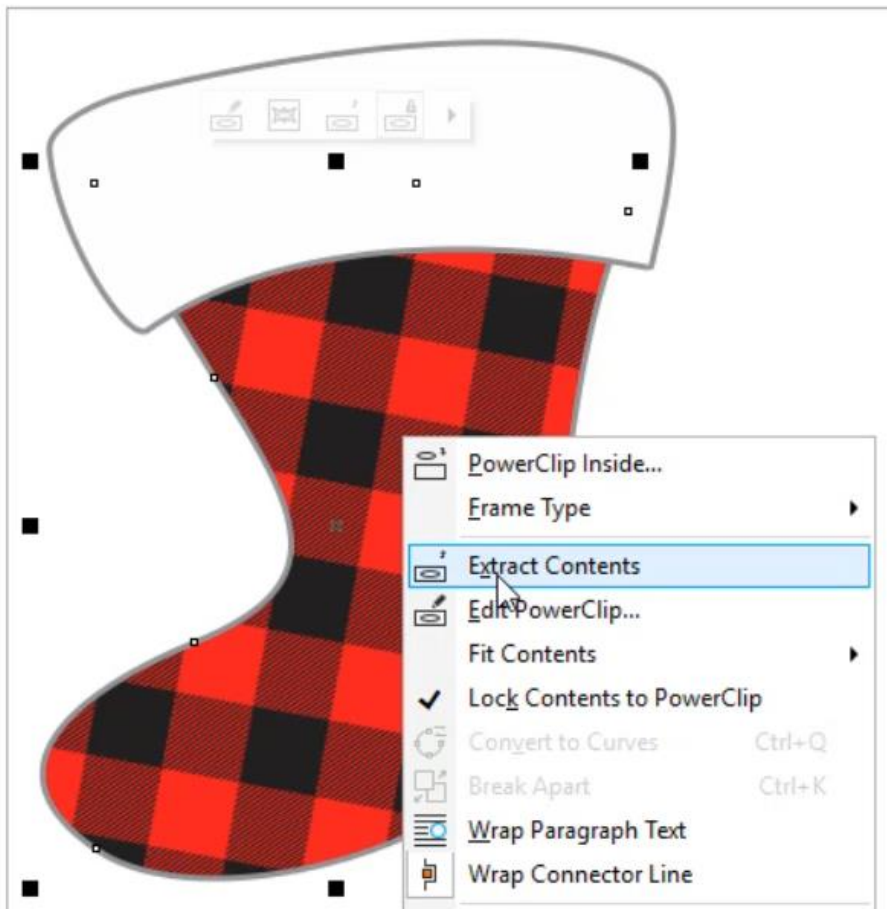 PowerClip Inside...
Frame Type
Extract Contents
Edit PowerClip...
Fit Contents
Lock Contents to PowerClip
Convert to Curves Ctrl+Q
Break Apart Ctrl+K
Wrap Paragraph Text
Wrap Connector Line